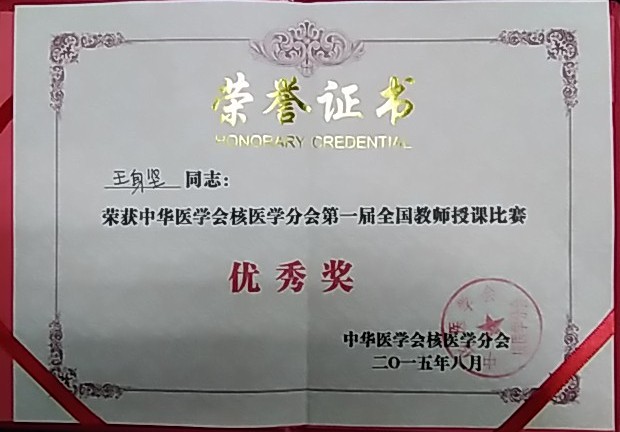 荣誉证书
HONORARY CREDENTIAL
王身坚同志：
荣获中华医学会核医学分会第一届全国教师授课比赛
优秀奖
中华医学会核医学分会
二〇一五年八月